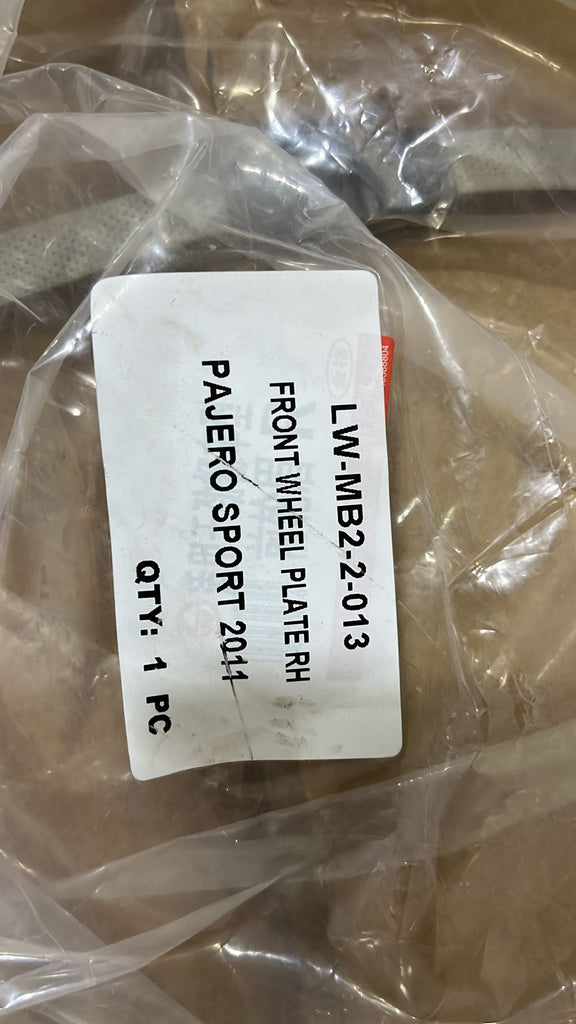 LW-MB2-2-013
FRONT WHEEL PLATE RH
PAJERO SPORT 2011
QTY: 1 PC